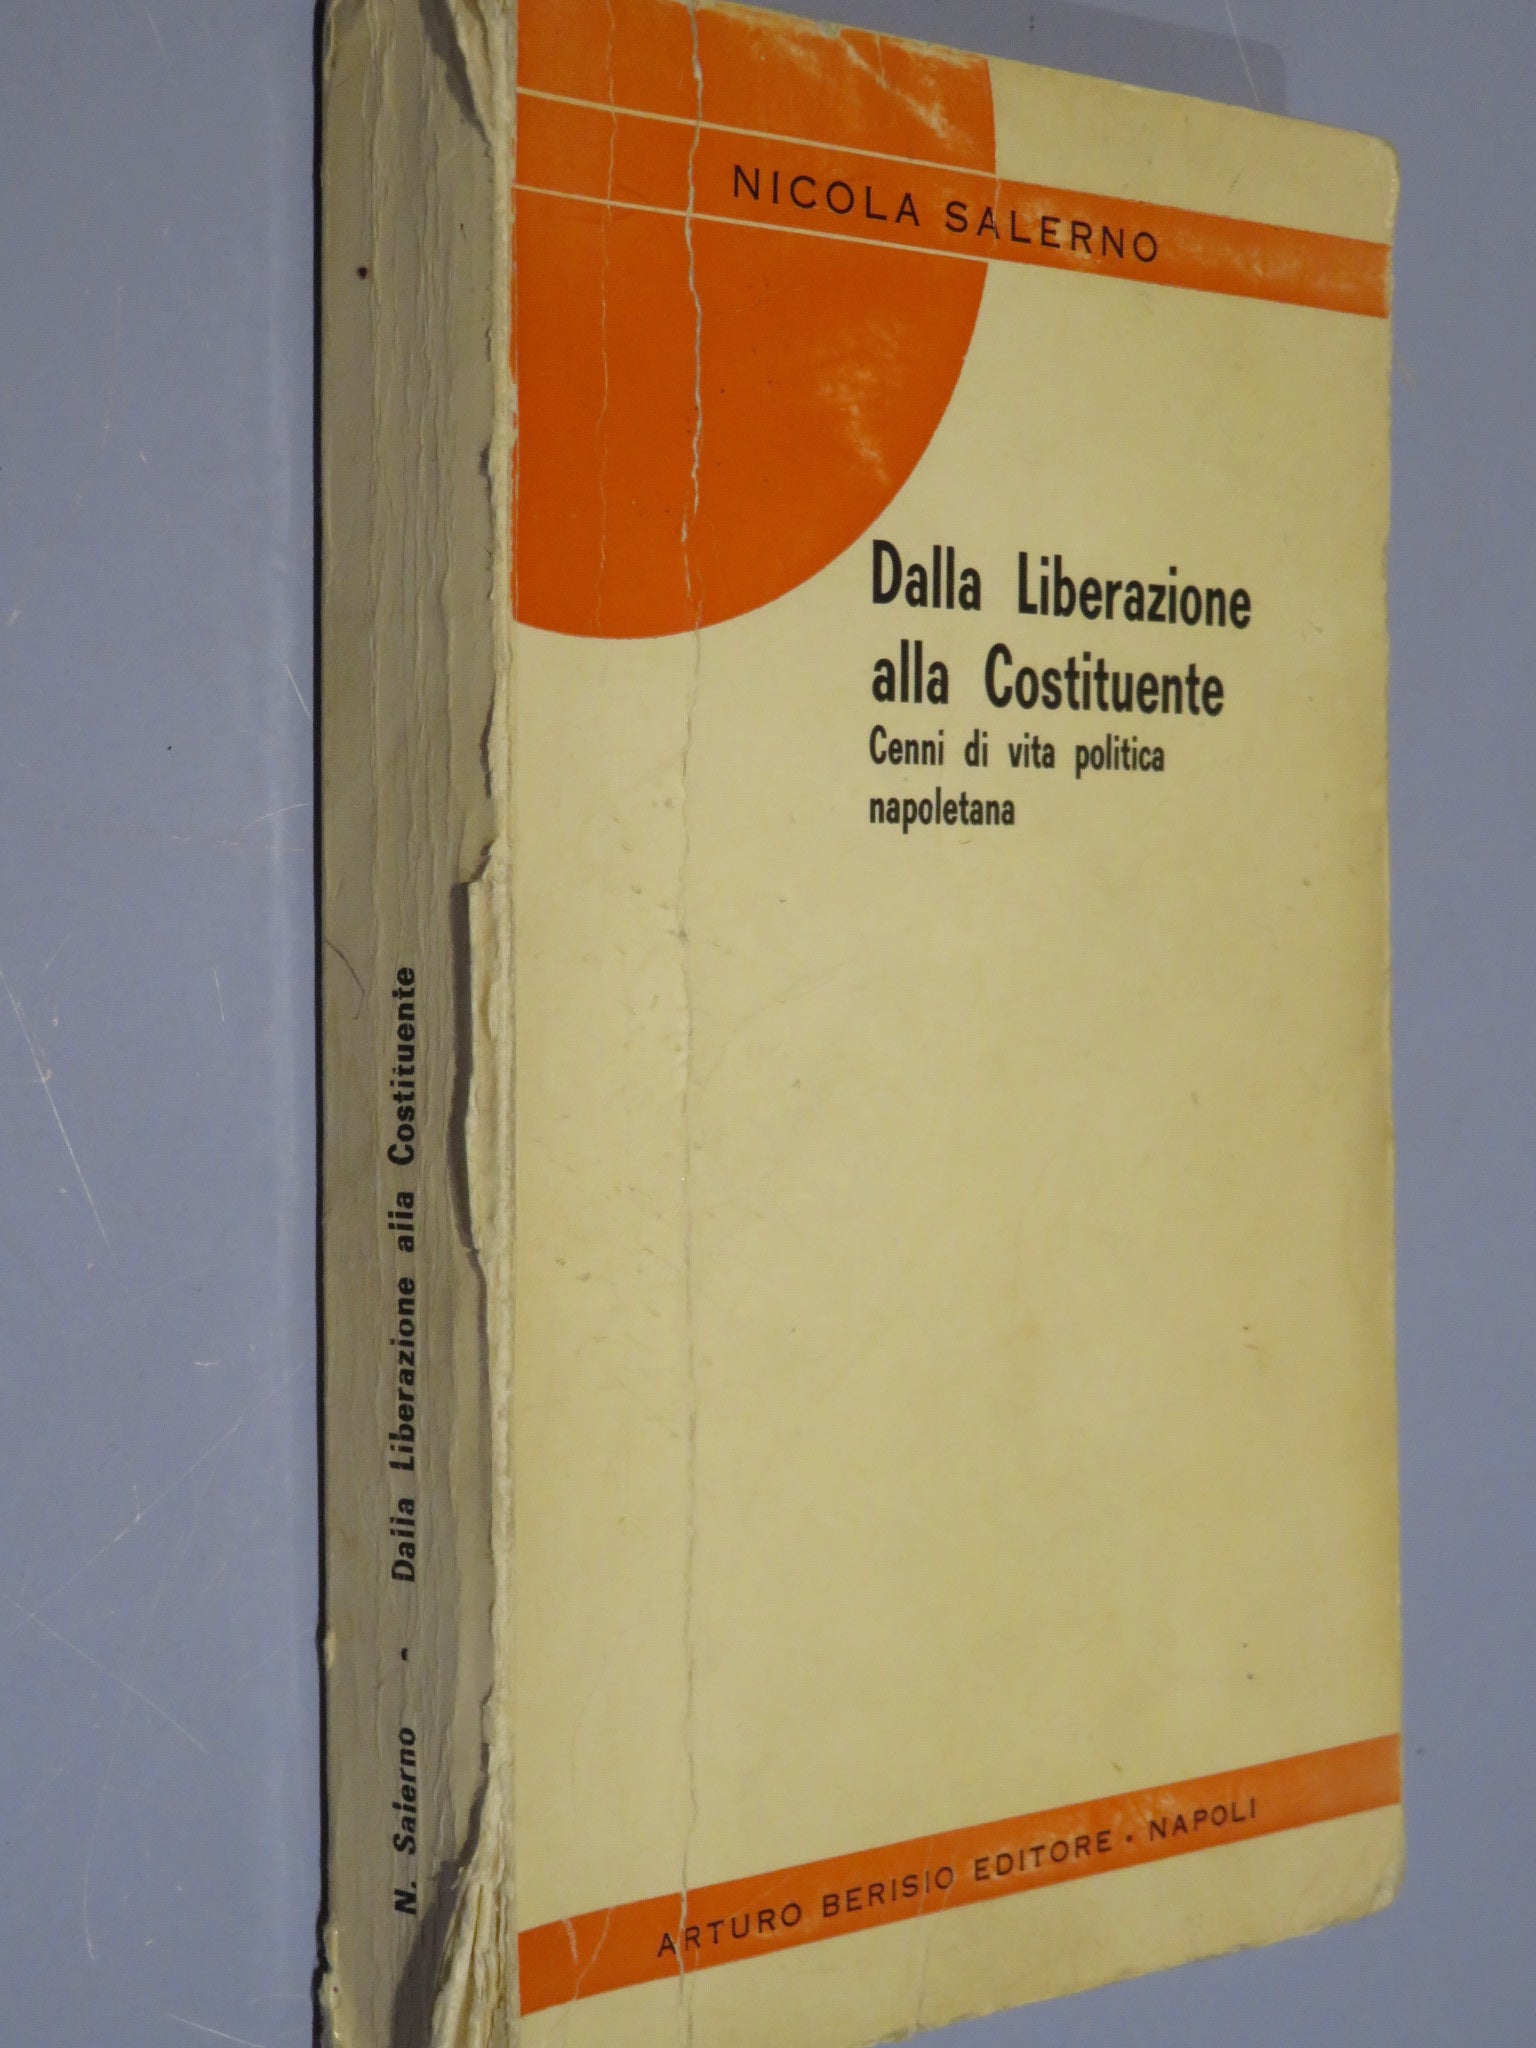 NICOLA SALERNO
Dalla Liberazione
alla Costituente
Cenni di vita politica
napoletana
ARTURO BERISIO EDITORE • NAPOLI
N. Salerno - Dalla Liberazione alla Costituente